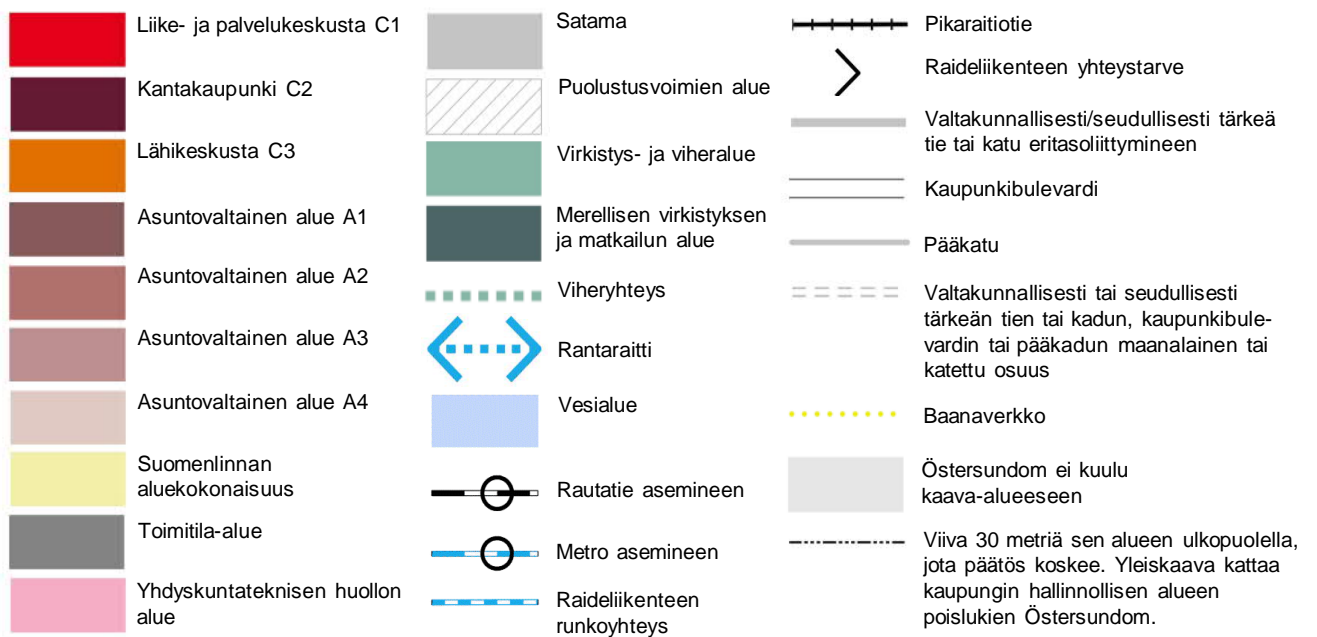 Liike- ja palvelukeskusta C1
Kantakaupunki C2
Lähikeskusta C3
Asuntovaltainen alue A1
Asuntovaltainen alue A2
Asuntovaltainen alue A3
Asuntovaltainen alue A4
Suomenlinnan
aluekokonaisuus
Toimitila-alue
Yhdyskuntateknisen huollon
alue
Satama
Puolustusvoimien alue
Virkistys- ja viheralue
Merellisen virkistyksen
ja matkailun alue
Viheryhteys
Rantaraitti
Vesialue
Rautatie asemineen
Metro asemineen
Raideliikenteen
runkoyhteys
Pikaraitiotie
Raideliikenteen yhteystarve
Valtakunnallisesti/seudullisesti tärkeä
tie tai katu eritasoliittymineen
Kaupunkibulevardi
Pääkatu
Valtakunnallisesti tai seudullisesti
tärkeän tien tai kadun, kaupunkibule-
vardin tai pääkadun maanalainen tai
katettu osuus
Baanaverkko
Östersundom ei kuulu
kaava-alueeseen
Viiva 30 metriä sen alueen ulkopuolella,
jota päätös koskee. Yleiskaava kattaa
kaupungin hallinnollisen alueen
poislukien Östersundom.